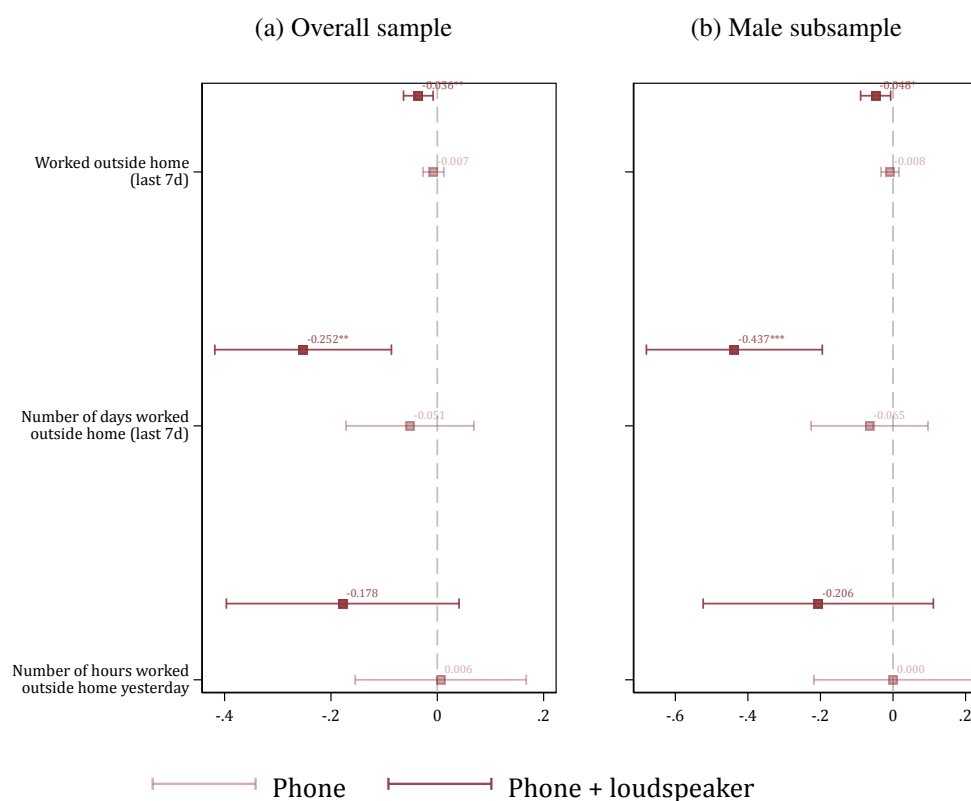 (a) Overall sample
(b) Male subsample
-0.036**
-0.048*
Worked outside home
(last 7d)
-0.007
-0.008
-0.252**
-0.437***
Number of days worked
outside home (last 7d)
-0.051
-0.065
-0.178
-0.206
Number of hours worked
outside home yesterday
0.006
0.000
-.4 -.2 0 .2
-.6 -.4 -.2 0 .2
Phone Phone + loudspeaker